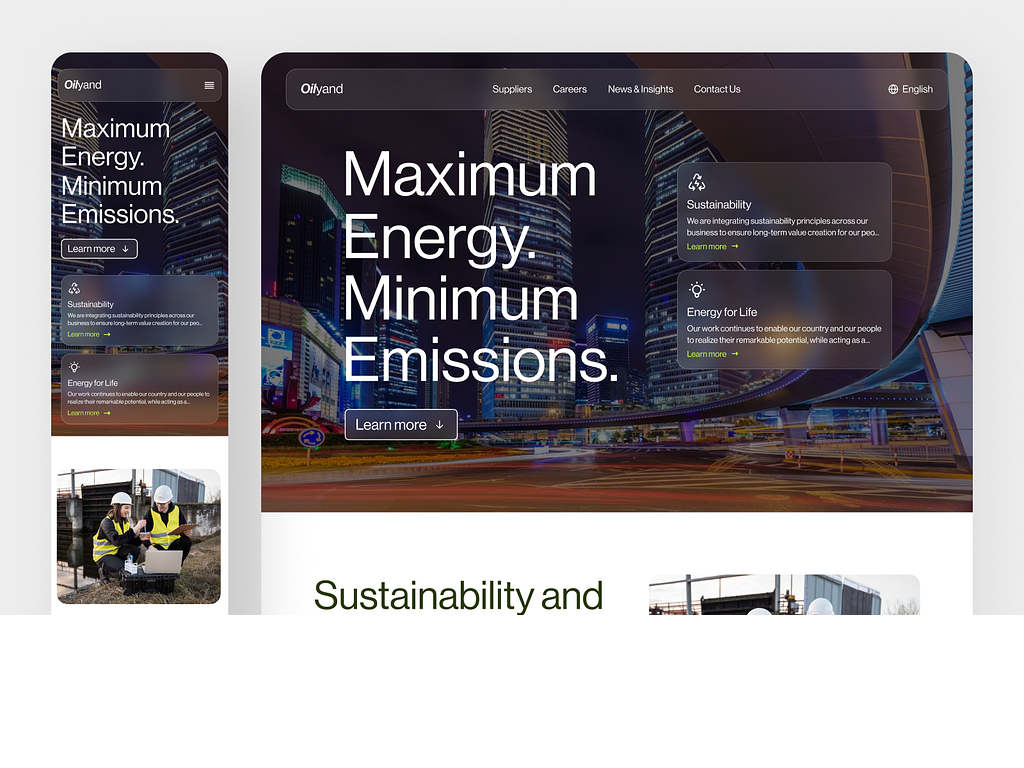 Oilyand
Maximum
Energy.
Minimum
Emissions.
Learn more
Sustainability
We are integrating sustainability principles across our
business to ensure long-term value creation for our peo...
Learn more
Energy for Life
Our work continues to enable our country and our people to
realize their remarkable potential, while acting as a...
Learn more
Oilyand
Suppliers
Careers
News & Insights
Contact Us
English
Maximum
Energy.
Minimum
Emissions.
Learn more
Sustainability
We are integrating sustainability principles across our
business to ensure long-term value creation for our peo...
Learn more
Energy for Life
Our work continues to enable our country and our people
to realize their remarkable potential, while acting as a...
Learn more
Sustainability and